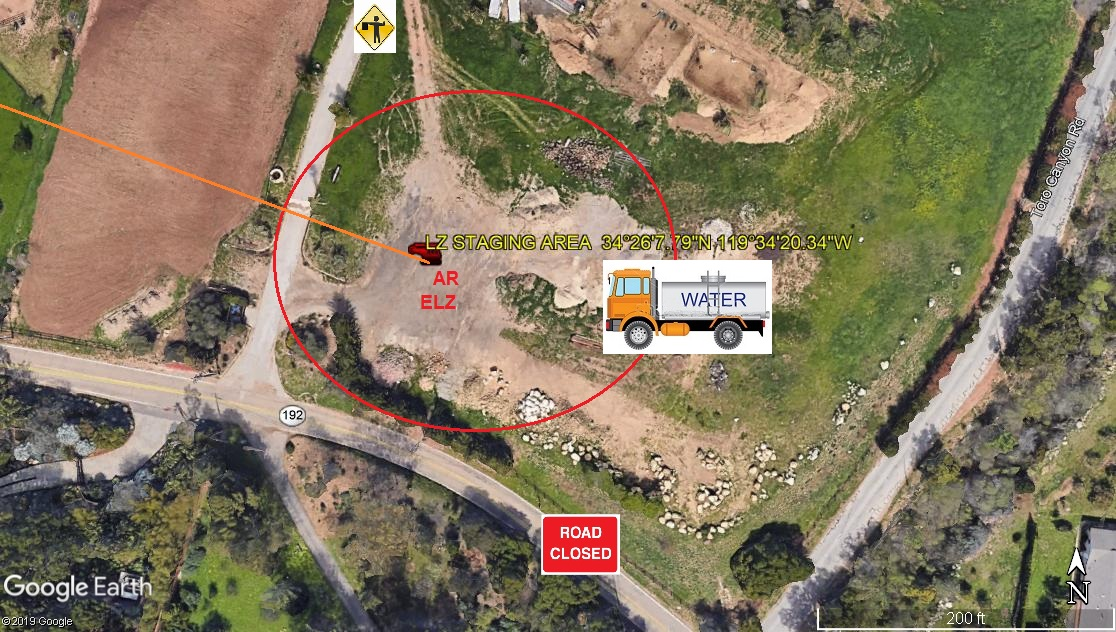 Toro Canyon Rd
LZ STAGING AREA 34°26'7.79"N 119°34'20.34"W
AR
ELZ
WATER
192
ROAD
CLOSED
Google Earth
©2019 Google
N
200 ft